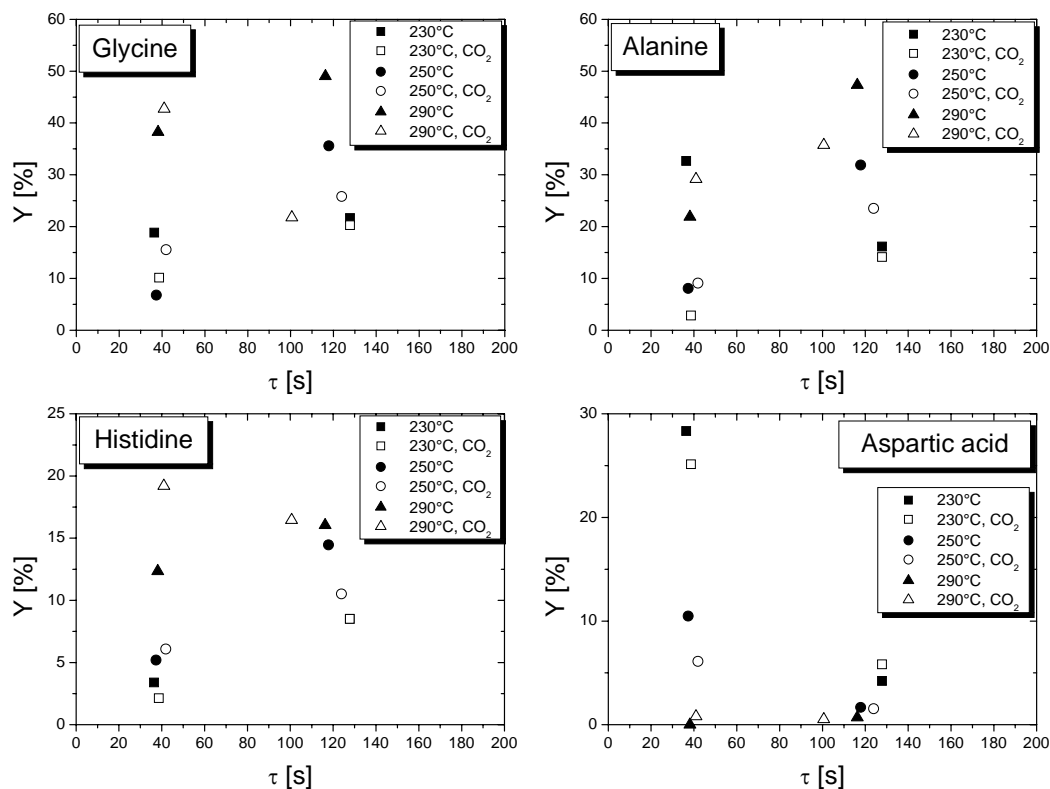 Glycine
230°C
230°C, CO₂
250°C
250°C, CO₂
290°C
290°C, CO₂
60
50
40
30
20
10
0
Y [%]
0 20 40 60 80 100 120 140 160 180 200
τ [s]
Alanine
230°C
230°C, CO₂
250°C
250°C, CO₂
290°C
290°C, CO₂
60
50
40
30
20
10
0
Y [%]
0 20 40 60 80 100 120 140 160 180 200
τ [s]
Histidine
230°C
230°C, CO₂
250°C
250°C, CO₂
290°C
290°C, CO₂
25
20
15
10
5
0
Y [%]
0 20 40 60 80 100 120 140 160 180 200
τ [s]
Aspartic acid
230°C
230°C, CO₂
250°C
250°C, CO₂
290°C
290°C, CO₂
30
20
10
0
Y [%]
0 20 40 60 80 100 120 140 160 180 200
τ [s]